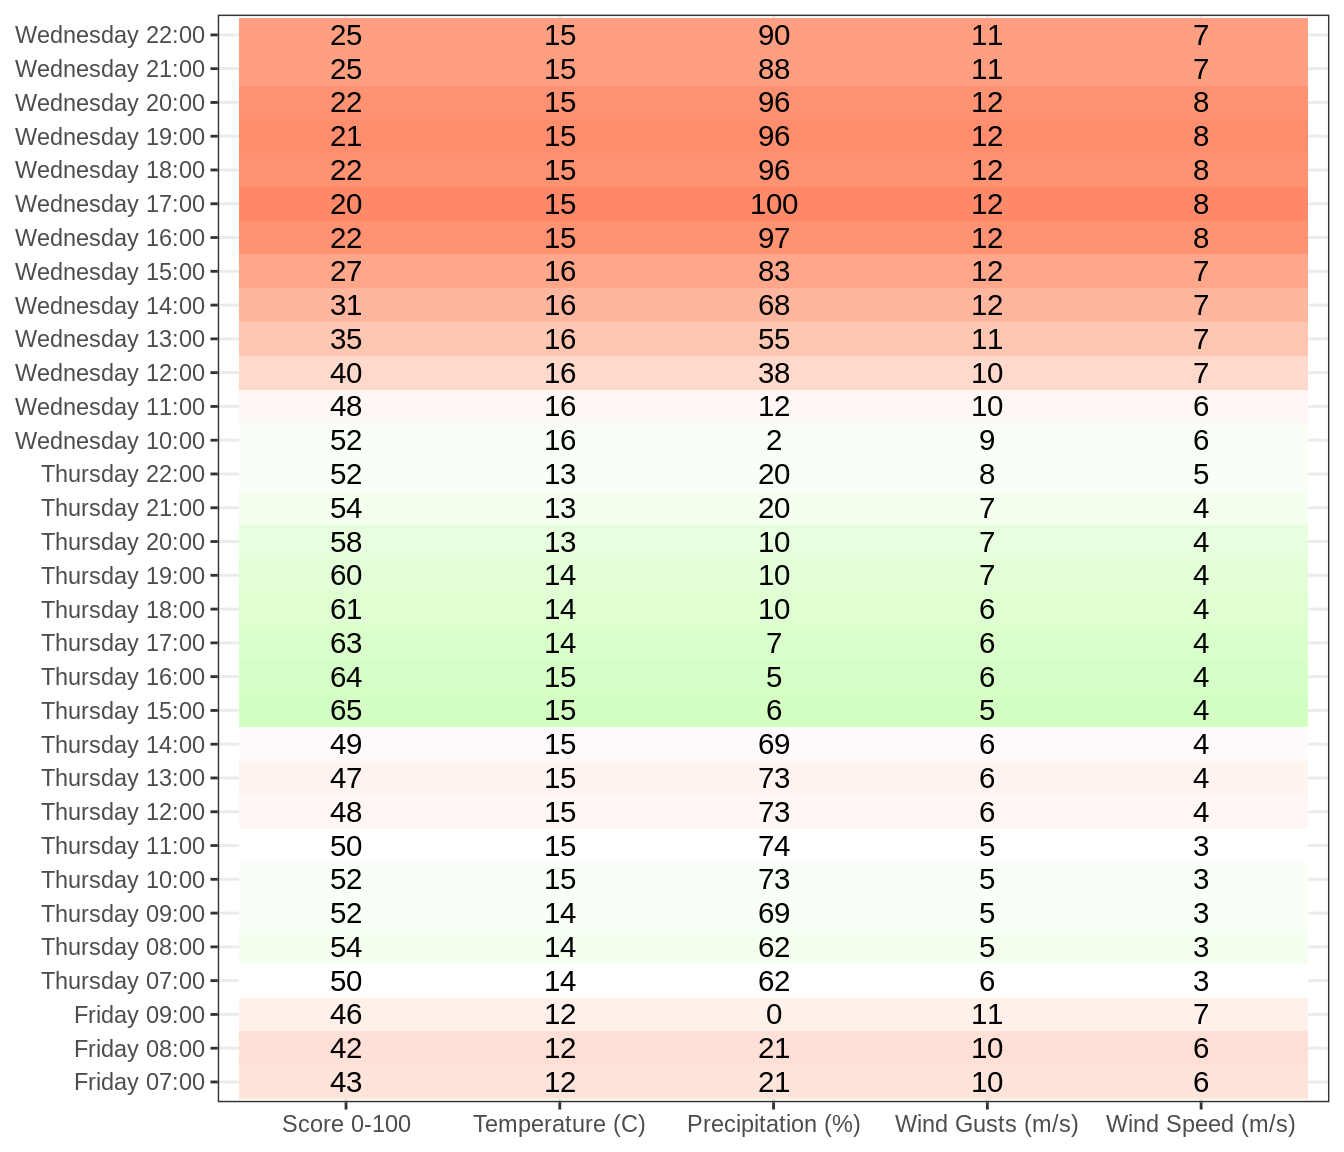 Wednesday 22:00 25 15 90 11 7
Wednesday 21:00 25 15 88 11 7
Wednesday 20:00 22 15 96 12 8
Wednesday 19:00 21 15 96 12 8
Wednesday 18:00 22 15 96 12 8
Wednesday 17:00 20 15 100 12 8
Wednesday 16:00 22 15 97 12 8
Wednesday 15:00 27 16 83 12 7
Wednesday 14:00 31 16 68 12 7
Wednesday 13:00 35 16 55 11 7
Wednesday 12:00 40 16 38 10 7
Wednesday 11:00 48 16 12 10 6
Wednesday 10:00 52 16 2 9 6
Thursday 22:00 52 13 20 8 5
Thursday 21:00 54 13 20 7 4
Thursday 20:00 58 13 10 7 4
Thursday 19:00 60 14 10 7 4
Thursday 18:00 61 14 10 6 4
Thursday 17:00 63 14 7 6 4
Thursday 16:00 64 15 5 6 4
Thursday 15:00 65 15 6 5 4
Thursday 14:00 49 15 69 6 4
Thursday 13:00 47 15 73 6 4
Thursday 12:00 48 15 73 6 4
Thursday 11:00 50 15 74 5 3
Thursday 10:00 52 15 73 5 3
Thursday 09:00 52 14 69 5 3
Thursday 08:00 54 14 62 5 3
Thursday 07:00 50 14 62 6 3
Friday 09:00 46 12 0 11 7
Friday 08:00 42 12 21 10 6
Friday 07:00 43 12 21 10 6
Score 0-100 Temperature (C) Precipitation (%) Wind Gusts (m/s) Wind Speed (m/s)